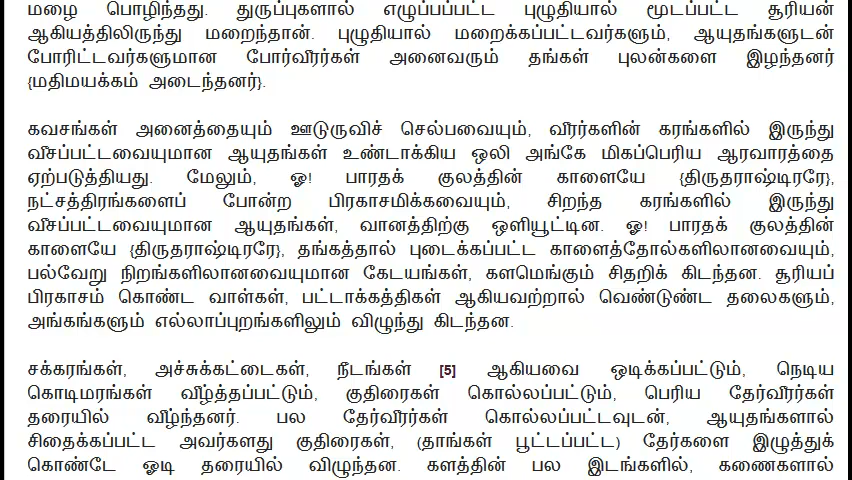 மழை பொழிந்தது. துருப்புகளால் எழுப்பப்பட்ட புழுதியால் மூடப்பட்ட சூரியன்
ஆகியத்திலிருந்து மறைந்தான். புழுதியால் மறைக்கப்பட்டவர்களும், ஆயுதங்களுடன்
போரிட்டவர்களுமான போர்வீரர்கள் அனைவரும் தங்கள் புலன்களை இழந்தனர்
{மதிமயக்கம் அடைந்தனர்}.
கவசங்கள் அனைத்தையும் ஊடுருவிச் செல்பவையும், வீரர்களின் கரங்களில் இருந்து
வீசப்பட்டவையுமான ஆயுதங்கள் உண்டாக்கிய ஒலி அங்கே மிகப்பெரிய ஆரவாரத்தை
ஏற்படுத்தியது. மேலும், ஓ! பாரதக் குலத்தின் காளையே {திருதராஷ்டிரரே},
நட்சத்திரங்களைப் போன்ற பிரகாசமிக்கவையும், சிறந்த கரங்களில் இருந்து
வீசப்பட்டவையுமான ஆயுதங்கள், வானத்திற்கு ஒளியூட்டின. ஓ! பாரதக் குலத்தின்
காளையே {திருதராஷ்டிரரே}, தங்கத்தால் புடைக்கப்பட்ட காளைத்தோல்களிலானவையும்,
பல்வேறு நிறங்களிலானவையுமான கேடயங்கள், களமெங்கும் சிதறிக் கிடந்தன. சூரியப்
பிரகாசம் கொண்ட வாள்கள், பட்டாக்கத்திகள் ஆகியவற்றால் வெண்டுண்ட தலைகளும்,
அங்கங்களும் எல்லாப்புறங்களிலும் விழுந்து கிடந்தன.
சக்கரங்கள், அச்சுக்கட்டைகள், நீடங்கள் [5] ஆகியவை ஒடிக்கப்பட்டும், நெடிய
கொடிமரங்கள் வீழ்த்தப்பட்டும், குதிரைகள் கொல்லப்பட்டும், பெரிய தேர்வீரர்கள்
தரையில் வீழ்ந்தனர். பல தேர்வீரர்கள் கொல்லப்பட்டவுடன், ஆயுதங்களால்
சிதைக்கப்பட்ட அவர்களது குதிரைகள், (தாங்கள் பூட்டப்பட்ட) தேர்களை இழுத்துக்
கொண்டே ஓடி தரையில் விழுந்தன. களத்தின் பல இடங்களில், கணைகளால்